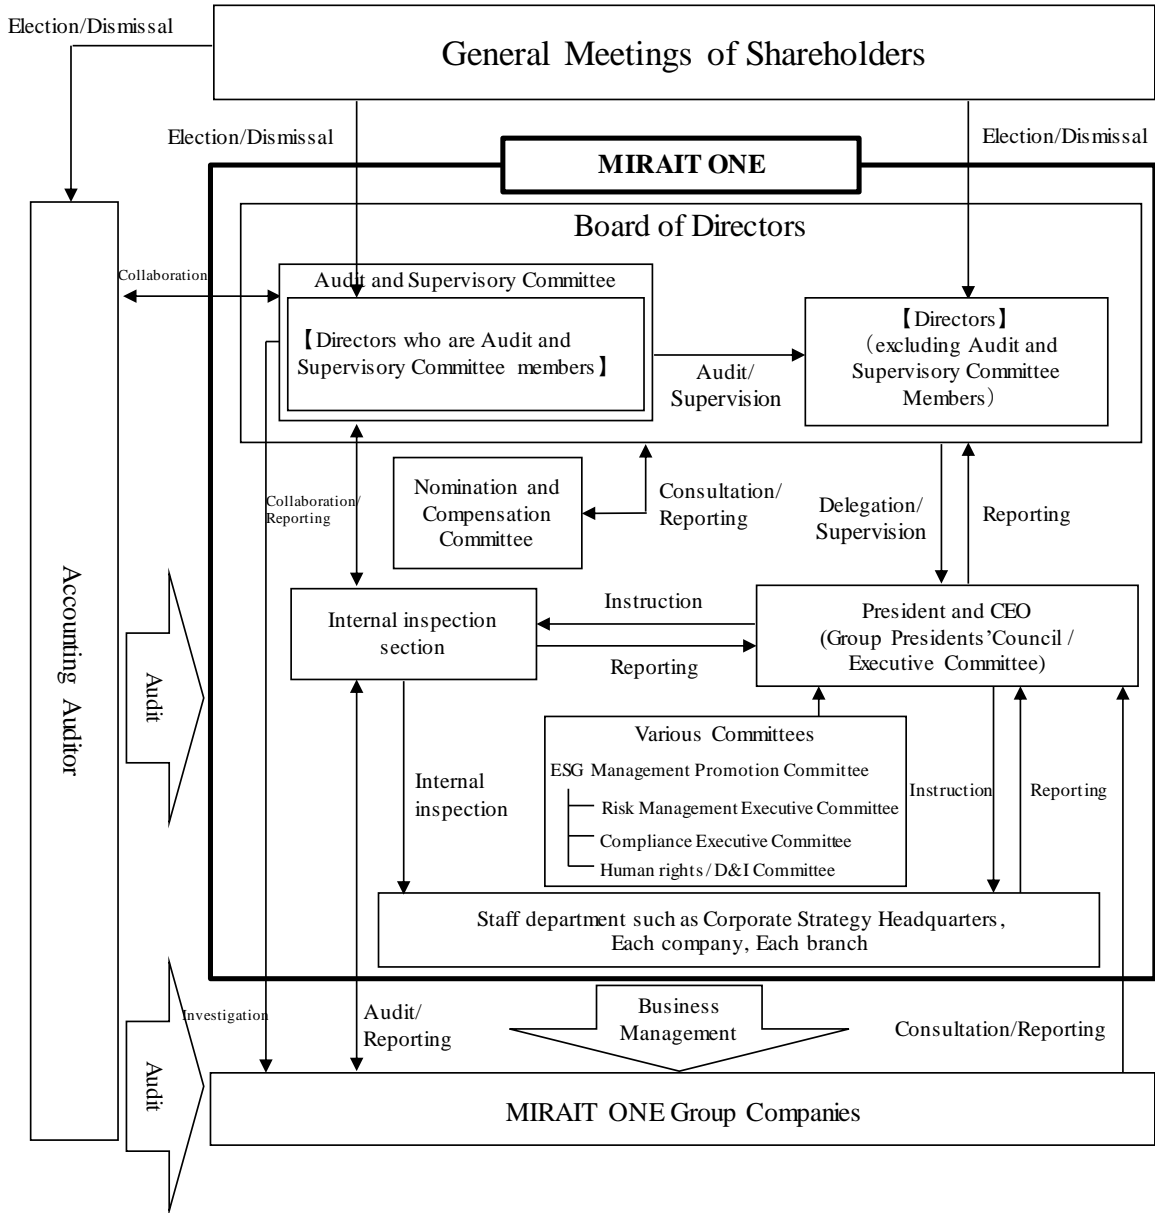 Election/Dismissal
General Meetings of Shareholders
Election/Dismissal
Election/Dismissal
MIRAIT ONE
Board of Directors
Collaboration
Audit and Supervisory Committee
【Directors who are Audit and
Supervisory Committee members】
Audit/
Supervision
【Directors】
（excluding Audit and
Supervisory Committee
Members）
Collaboration/
Reporting
Nomination and
Compensation
Committee
Consultation/
Reporting
Delegation/
Supervision
Reporting
Accounting Auditor
Audit
Internal inspection
section
Instruction
Reporting
President and CEO
(Group Presidents' Council /
Executive Committee)
Internal
inspection
Various Committees
ESG Management Promotion Committee
Risk Management Executive Committee
Compliance Executive Committee
Human rights / D&I Committee
Instruction
Reporting
Staff department such as Corporate Strategy Headquarters,
Each company, Each branch
Audit
Investigation
Audit/
Reporting
Business
Management
Consultation/Reporting
MIRAIT ONE Group Companies